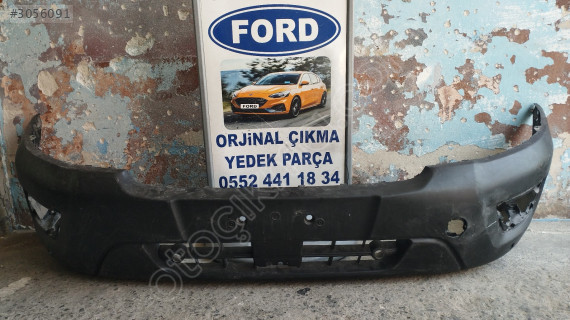 #3056091
FORD
FORD
ORJİNAL ÇIKMA
YEDEK PARÇA
0552 441 18 34